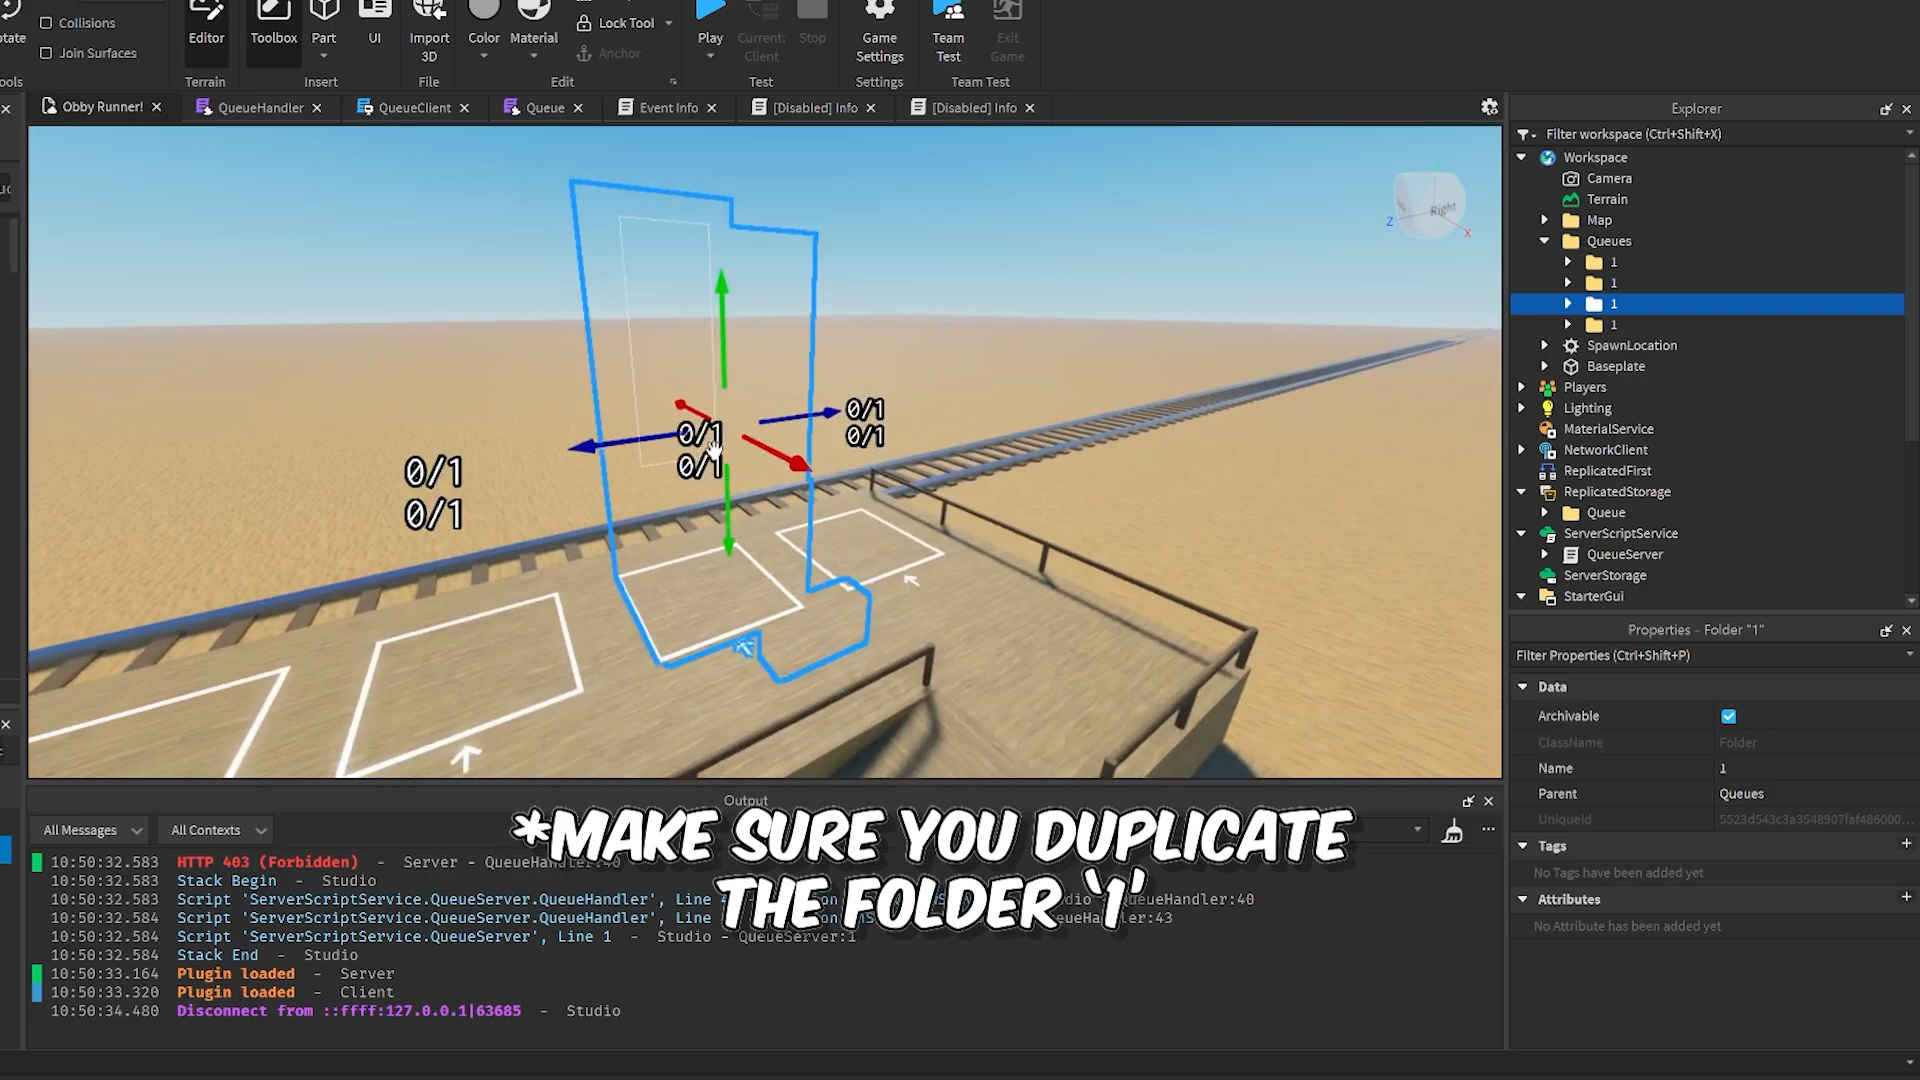 Collisions
Join Surfaces
Editor
Terrain
Toolbox
Part
UI
Insert
Import
3D
File
Color
Material
Lock Tool
Anchor
Edit
Play
Current:
Client
Stop
Test
Game
Settings
Settings
Team
Test
Exit
Game
Team Test
Obby Runner!
QueueHandler
QueueClient
Queue
Event Info
[Disabled] Info
[Disabled] Info
Right
Z
X
0/1
0/1
0/1
0/1
0/1
0/1
Explorer
Filter workspace (Ctrl+Shift+X)
Workspace
Camera
Terrain
Map
Queues
1
1
1
1
SpawnLocation
Baseplate
Players
Lighting
MaterialService
NetworkClient
ReplicatedFirst
ReplicatedStorage
Queue
ServerScriptService
QueueServer
ServerStorage
StarterGui
Properties - Folder "1"
Filter Properties (Ctrl+Shift+P)
Data
Archivable
ClassName Folder
Name 1
Parent Queues
UniqueId 5523d543c3a3548907faf486000...
Tags
No Tags have been added yet
Attributes
No Attribute has been added yet
Output
All Messages
All Contexts
*MAKE SURE YOU DUPLICATE
THE FOLDER '1'
10:50:32.583 HTTP 403 (Forbidden) - Server - QueueHandler:40
10:50:32.583 Stack Begin - Studio
10:50:32.583 Script 'ServerScriptService.QueueServer.QueueHandler', Line QueueHandler:40
10:50:32.584 Script 'ServerScriptService.QueueServer.QueueHandler', Line ueueHandler:43
10:50:32.584 Script 'ServerScriptService.QueueServer', Line 1 - Studio - QueueServer:1
10:50:32.584 Stack End - Studio
10:50:33.164 Plugin loaded - Server
10:50:33.320 Plugin loaded - Client
10:50:34.480 Disconnect from ::ffff:127.0.0.1|63685 - Studio